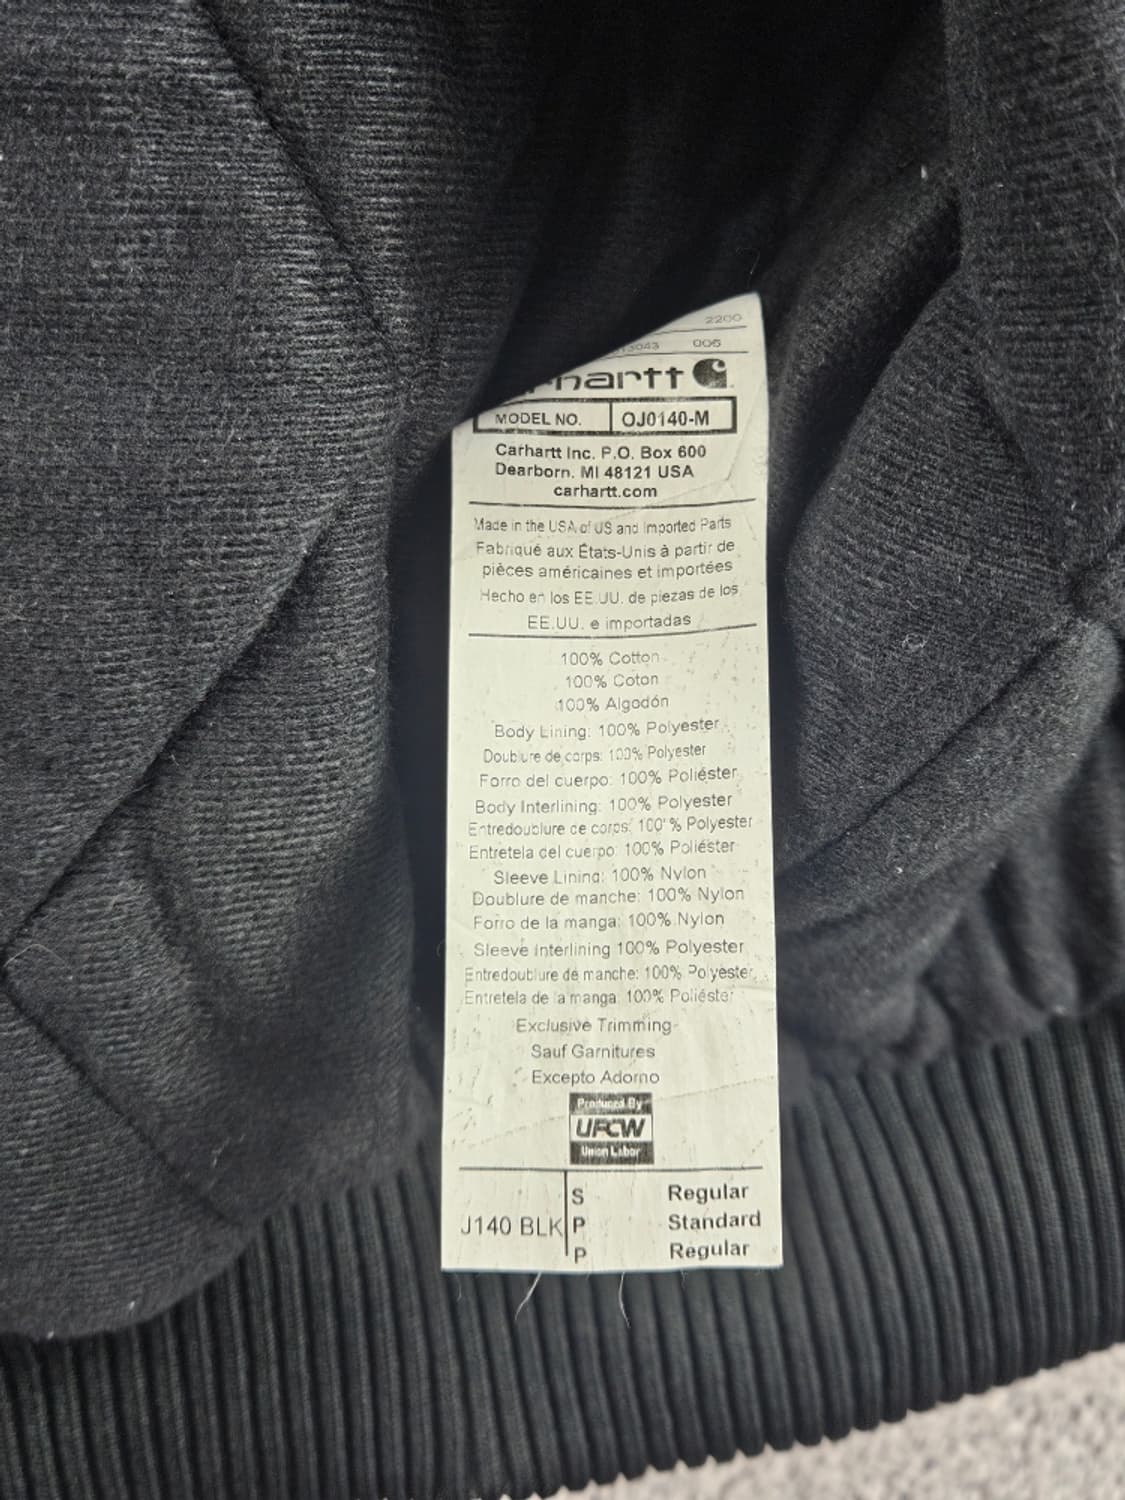 2200
13043 006
hartt
MODEL NO. OJ0140-M
Carhartt Inc. P.O. Box 600
Dearborn, MI 48121 USA
carhartt.com
Made in the USA of US and Imported Parts
Fabriqué aux États-Unis à partir de
pièces américaines et importées
Hecho en los EE.UU. de piezas de los
EE.UU. e importadas
100% Cotton
100% Coton
100% Algodón
Body Lining: 100% Polyester
Doublure de corps: 100% Polyester
Forro del cuerpo: 100% Poliéster
Body Interlining: 100% Polyester
Entredoublure de corps: 100% Polyester
Entretela del cuerpo: 100% Poliéster
Sleeve Lining: 100% Nylon
Doublure de manche: 100% Nylon
Forro de la manga: 100% Nylon
Sleeve Interlining 100% Polyester
Entredoublure de manche: 100% Polyester
Entretela de la manga: 100% Poliéster
Exclusive Trimming
Sauf Garnitures
Excepto Adorno
Produced By
UFCW
Union Labor
S Regular
J140 BLK P Standard
P Regular